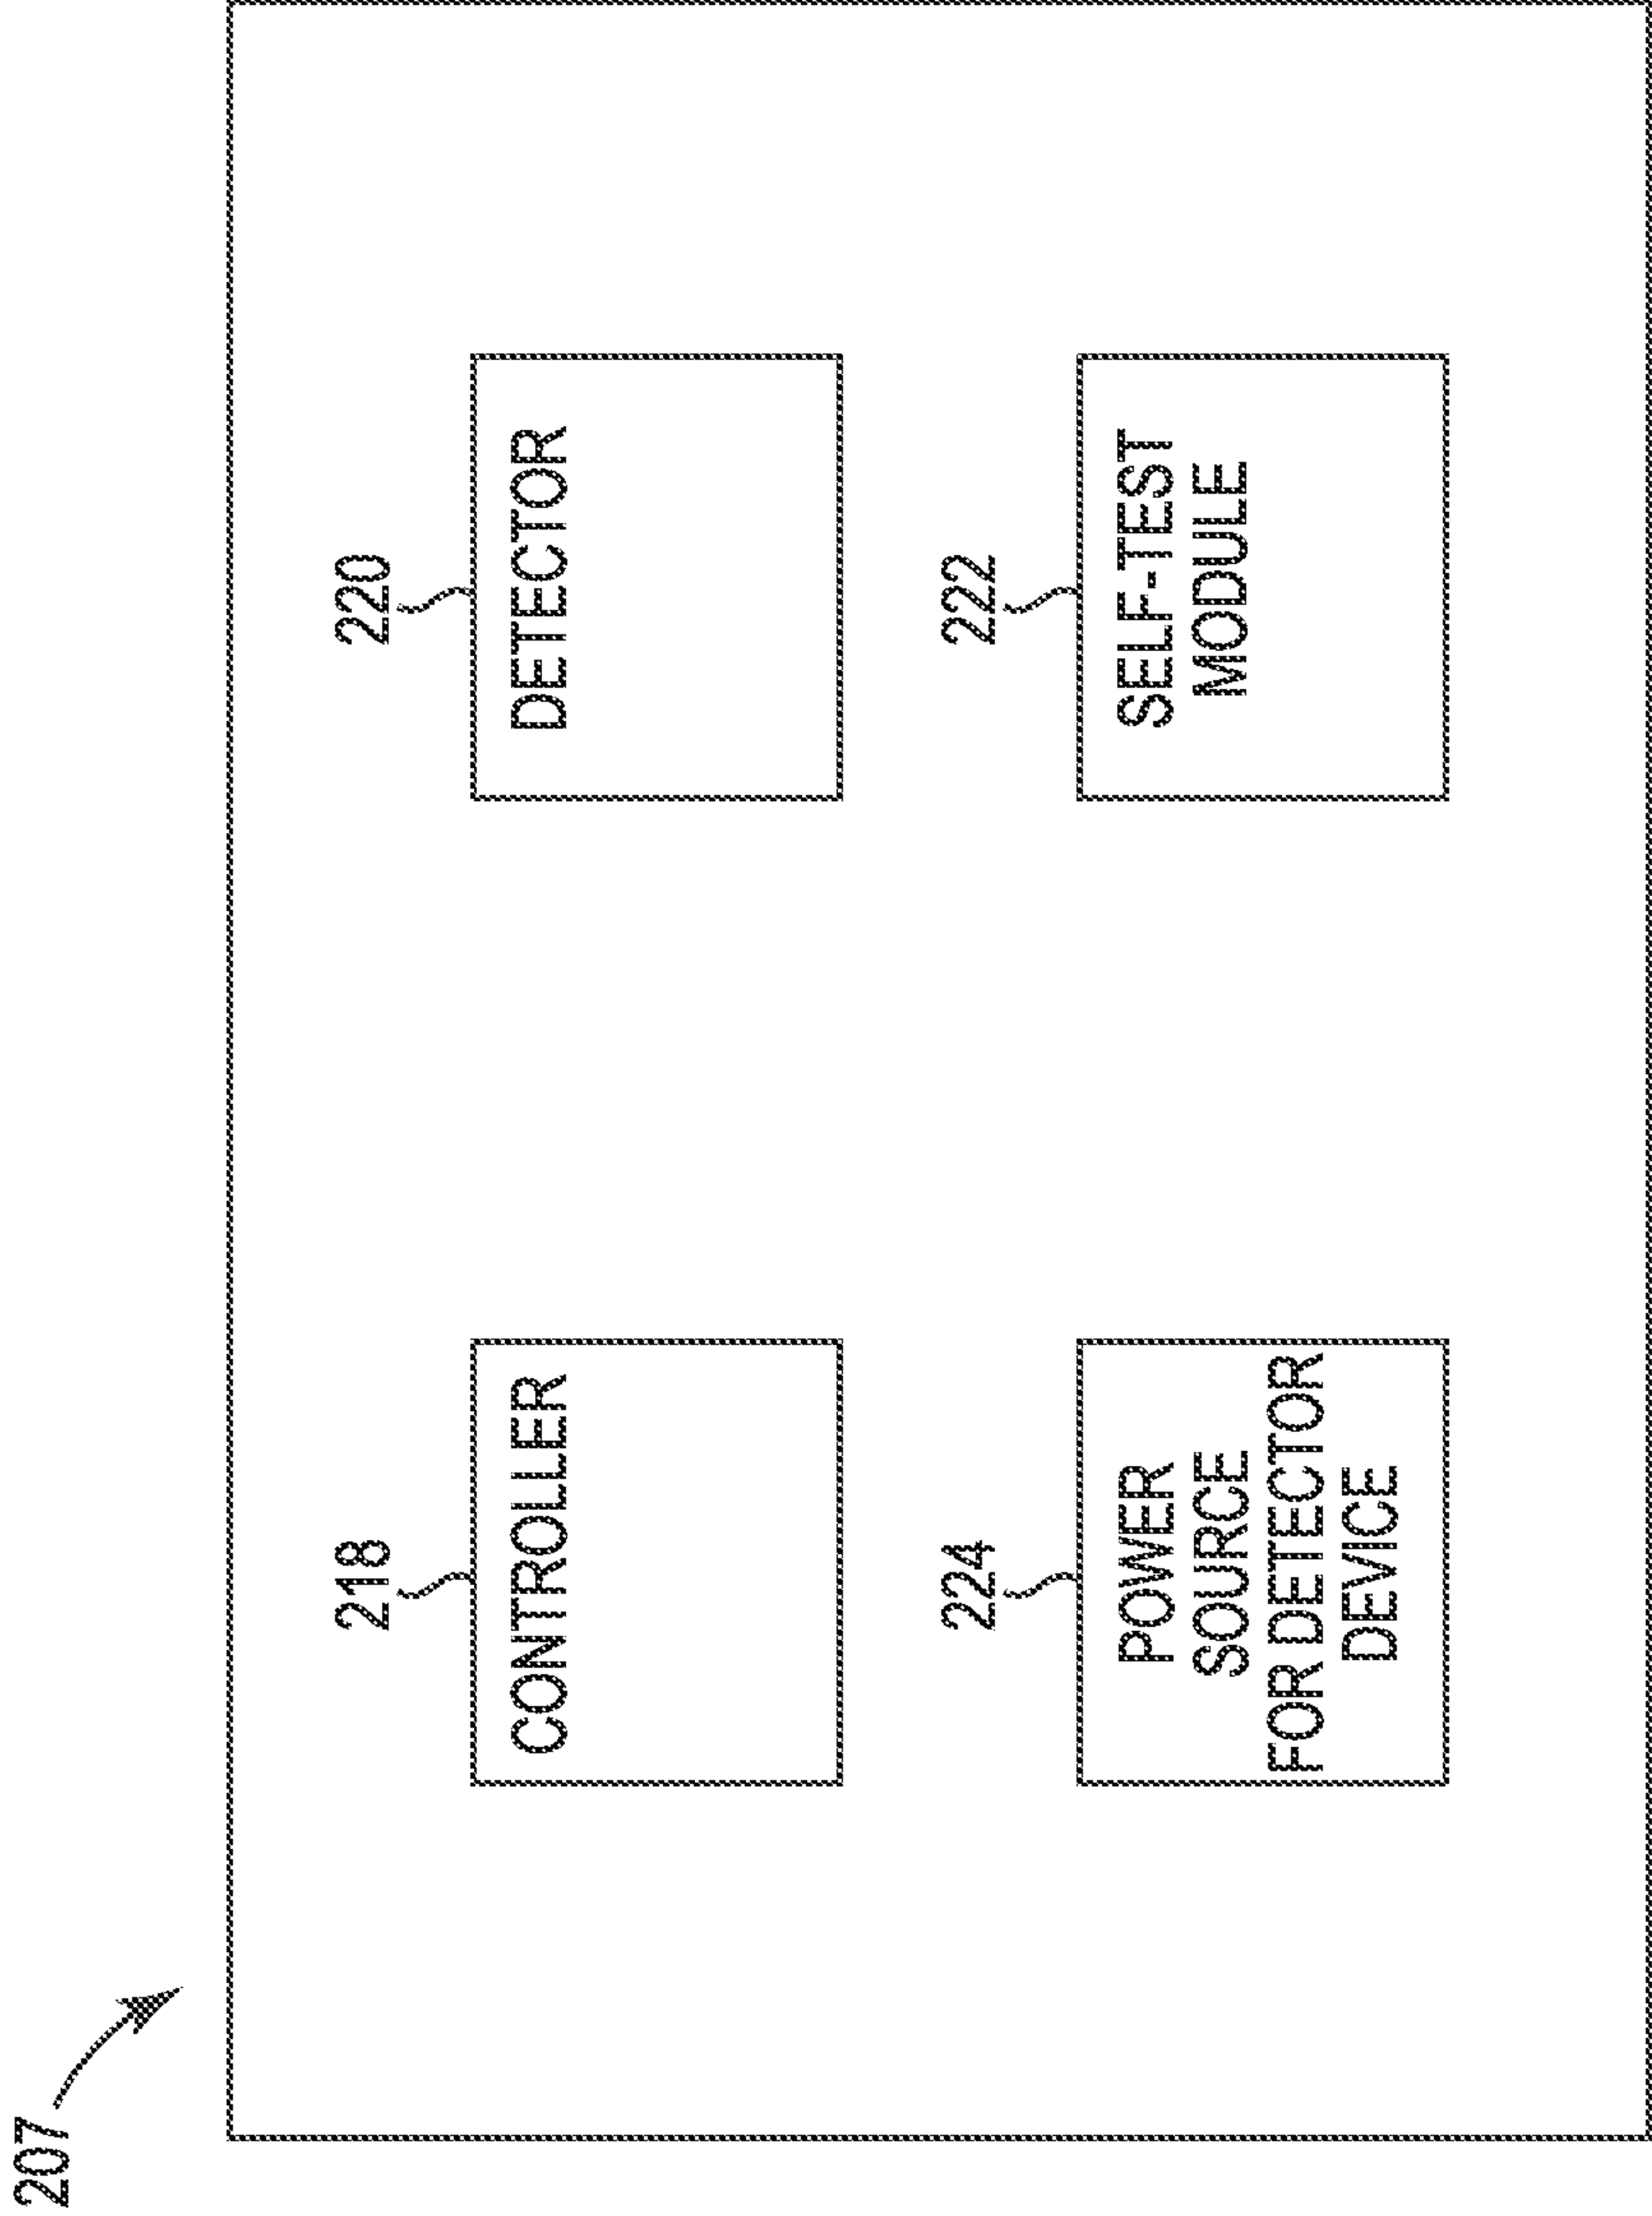 207
218
CONTROLLER
220
DETECTOR
224
POWER
SOURCE
FOR DETECTOR
DEVICE
222
SELF-TEST
MODULE